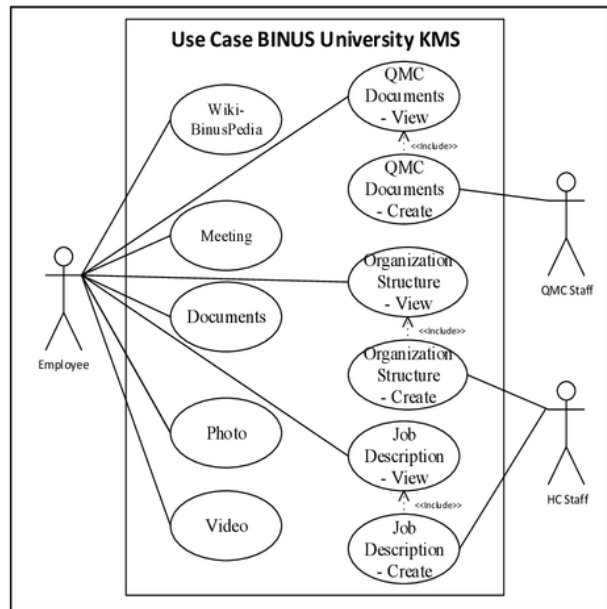 Use Case BINUS University KMS
Wiki-
BinusPedia
Meeting
Documents
Photo
Video
QMC
Documents
- View
<<Include>>
QMC
Documents
- Create
Organization
Structure
- View
<<Include>>
Organization
Structure
- Create
Job
Description
- View
<<Include>>
Job
Description
- Create
Employee
QMC Staff
HC Staff